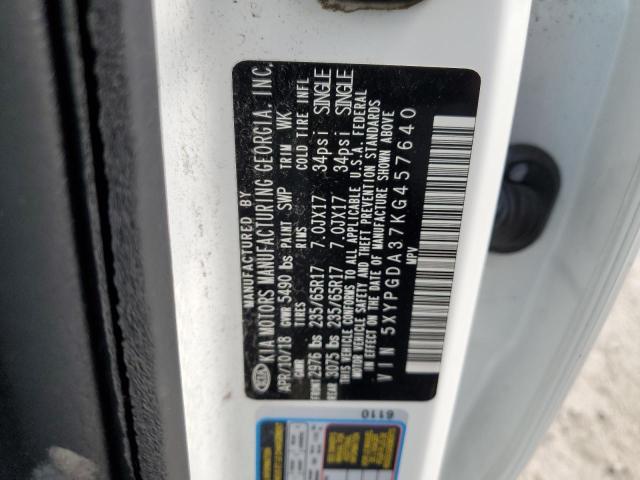 MANUFACTURED BY
KIA KIA MOTORS MANUFACTURING GEORGIA, INC.
APR/10/18 GVWR 5490 lbs PAINT SWP TRIM WK
GAWR TIRES RIMS COLD TIRE INFL
FRONT 2976 lbs 235/65R17 7.0JX17 34psi SINGLE
REAR 3075 lbs 235/65R17 7.0JX17 34psi SINGLE
THIS VEHICLE CONFORMS TO ALL APPLICABLE U.S.A. FEDERAL
MOTOR VEHICLE SAFETY AND THEFT PREVENTION STANDARDS
IN EFFECT ON THE DATE OF MANUFACTURE SHOWN ABOVE
VIN 5XYPGDA37KG457640
MPV
6110